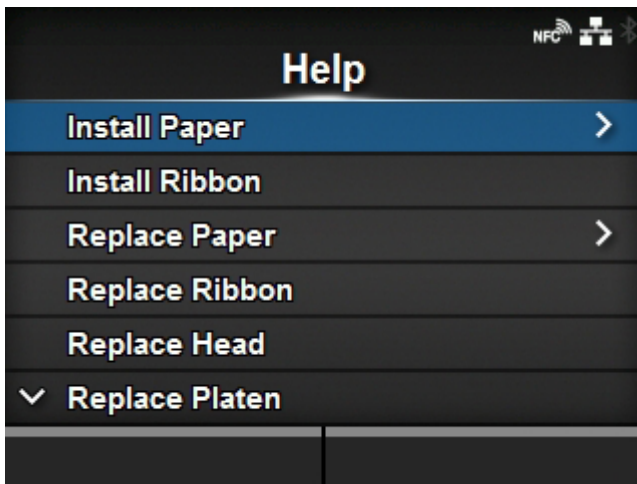 NFC
Help
Install Paper
Install Ribbon
Replace Paper
Replace Ribbon
Replace Head
Replace Platen